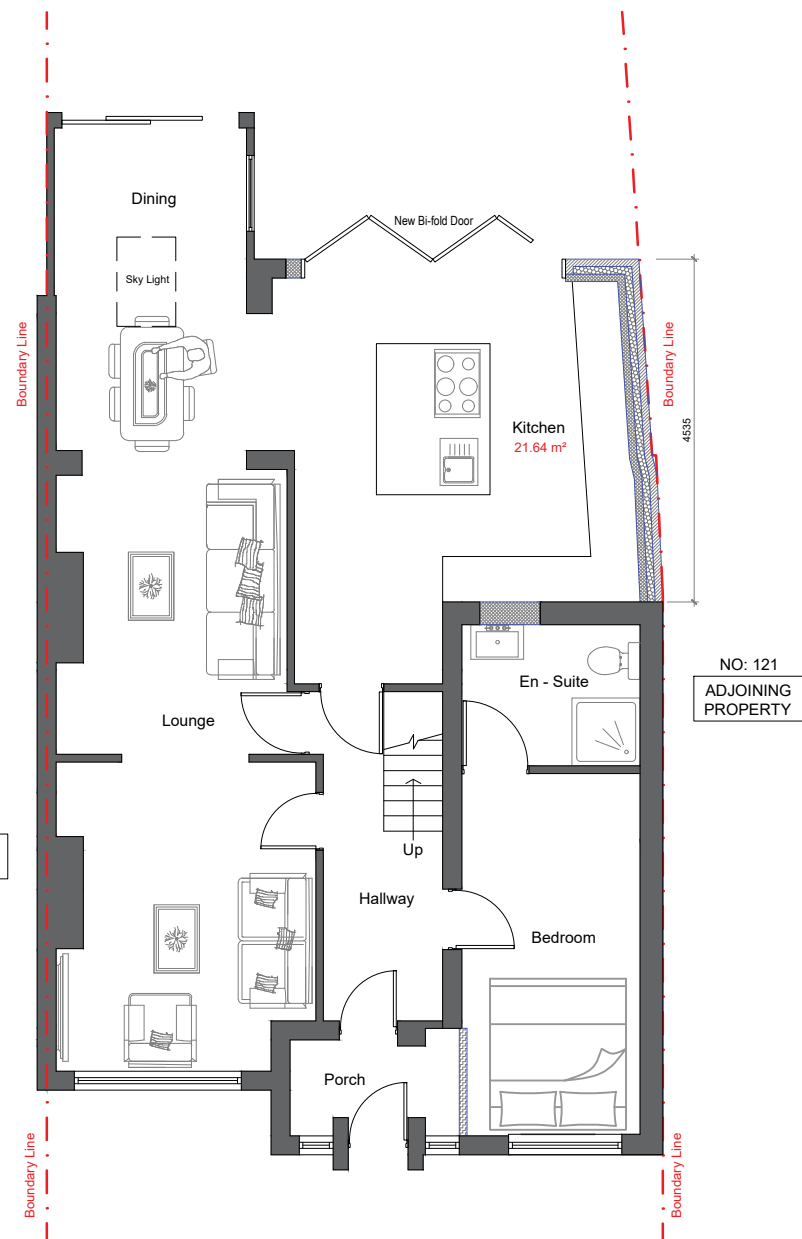 Dining
New Bi-fold Door
Sky Light
Boundary Line
Boundary Line
Kitchen
21.64 m²
4535
NO: 121
ADJOINING
PROPERTY
En - Suite
Lounge
Up
Hallway
Bedroom
Porch
Boundary Line
Boundary Line